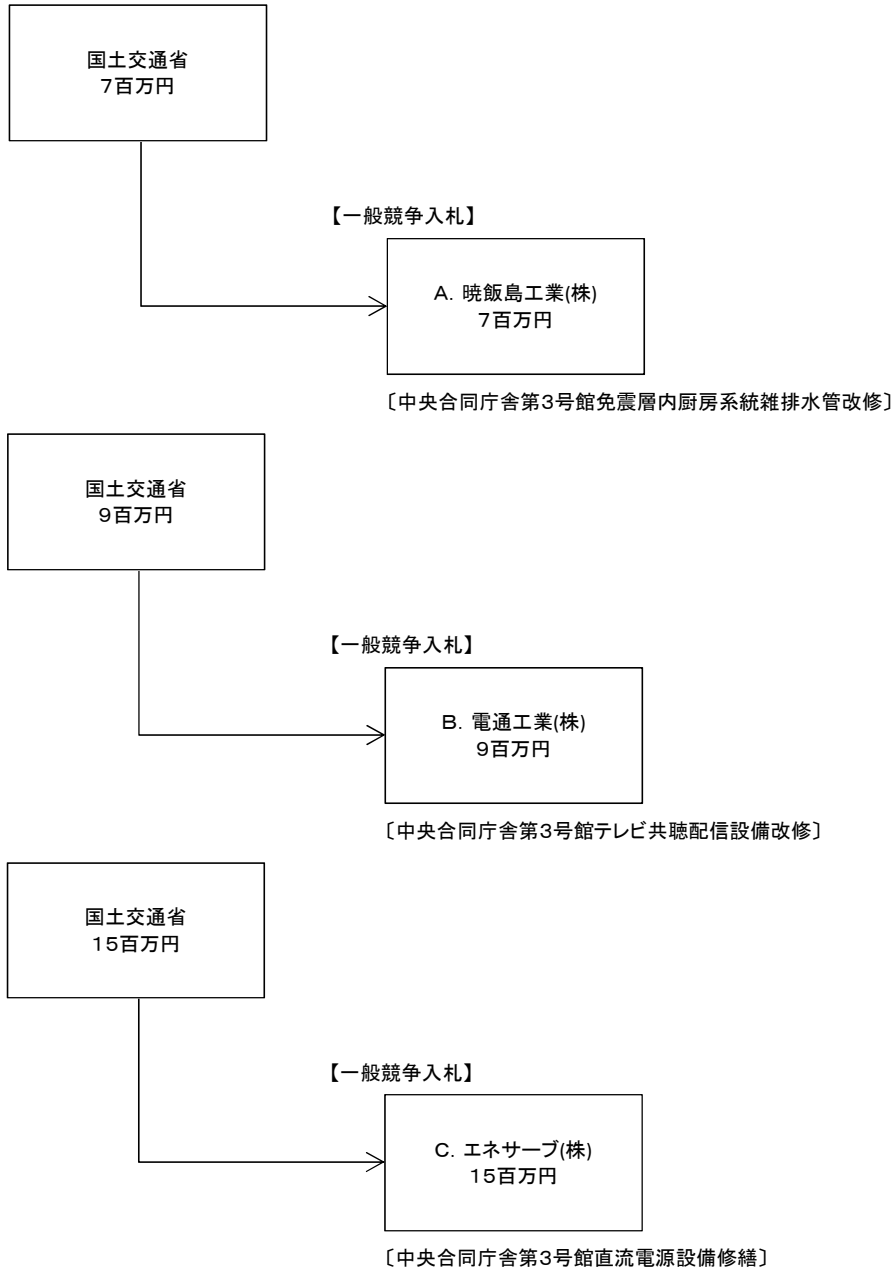 国土交通省
7百万円
【一般競争入札】
A．暁飯島工業(株)
7百万円
〔中央合同庁舎第3号館免震層内厨房系統雑排水管改修〕
国土交通省
9百万円
【一般競争入札】
B．電通工業(株)
9百万円
〔中央合同庁舎第3号館テレビ共聴配信設備改修〕
国土交通省
15百万円
【一般競争入札】
C．エネサーブ(株)
15百万円
〔中央合同庁舎第3号館直流電源設備修繕〕